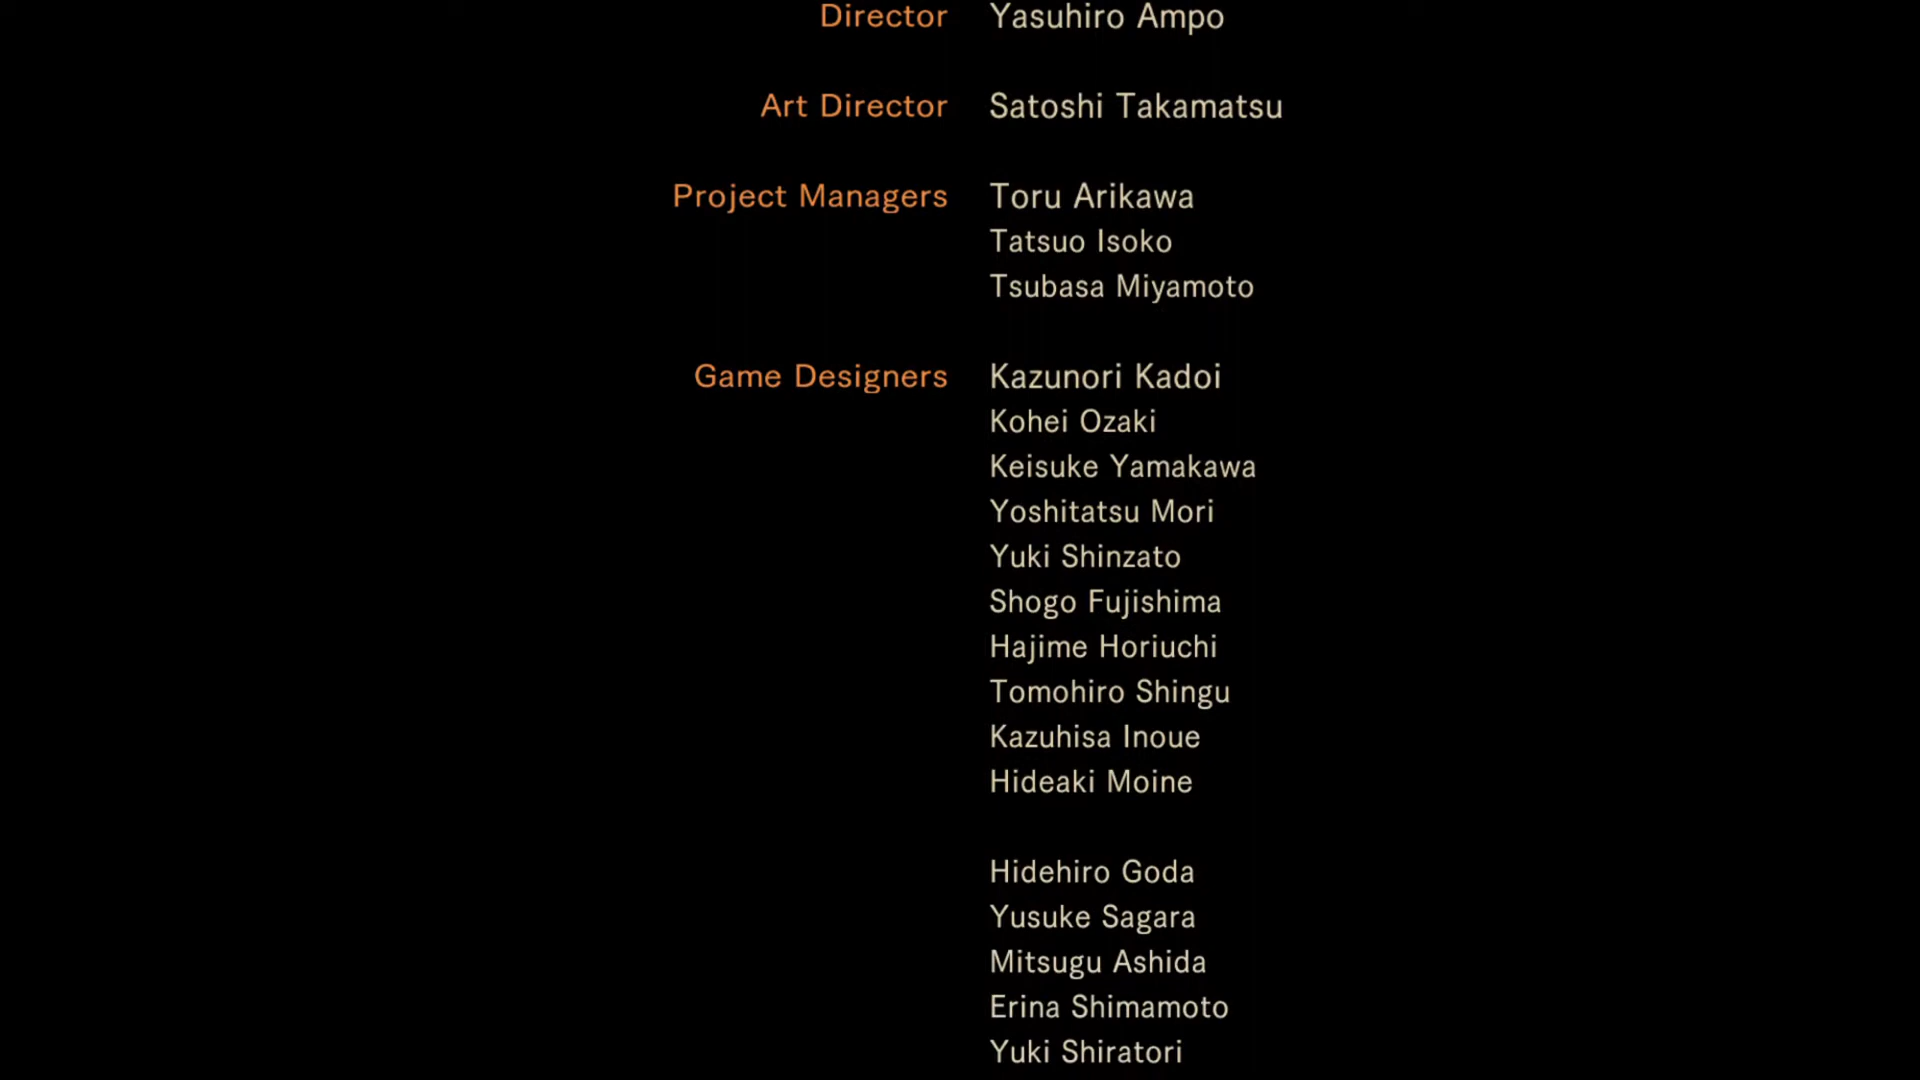 Director Yasuhiro Ampo
Art Director Satoshi Takamatsu
Project Managers Toru Arikawa
Tatsuo Isoko
Tsubasa Miyamoto
Game Designers Kazunori Kadoi
Kohei Ozaki
Keisuke Yamakawa
Yoshitatsu Mori
Yuki Shinzato
Shogo Fujishima
Hajime Horiuchi
Tomohiro Shingu
Kazuhisa Inoue
Hideaki Moine
Hidehiro Goda
Yusuke Sagara
Mitsugu Ashida
Erina Shimamoto
Yuki Shiratori